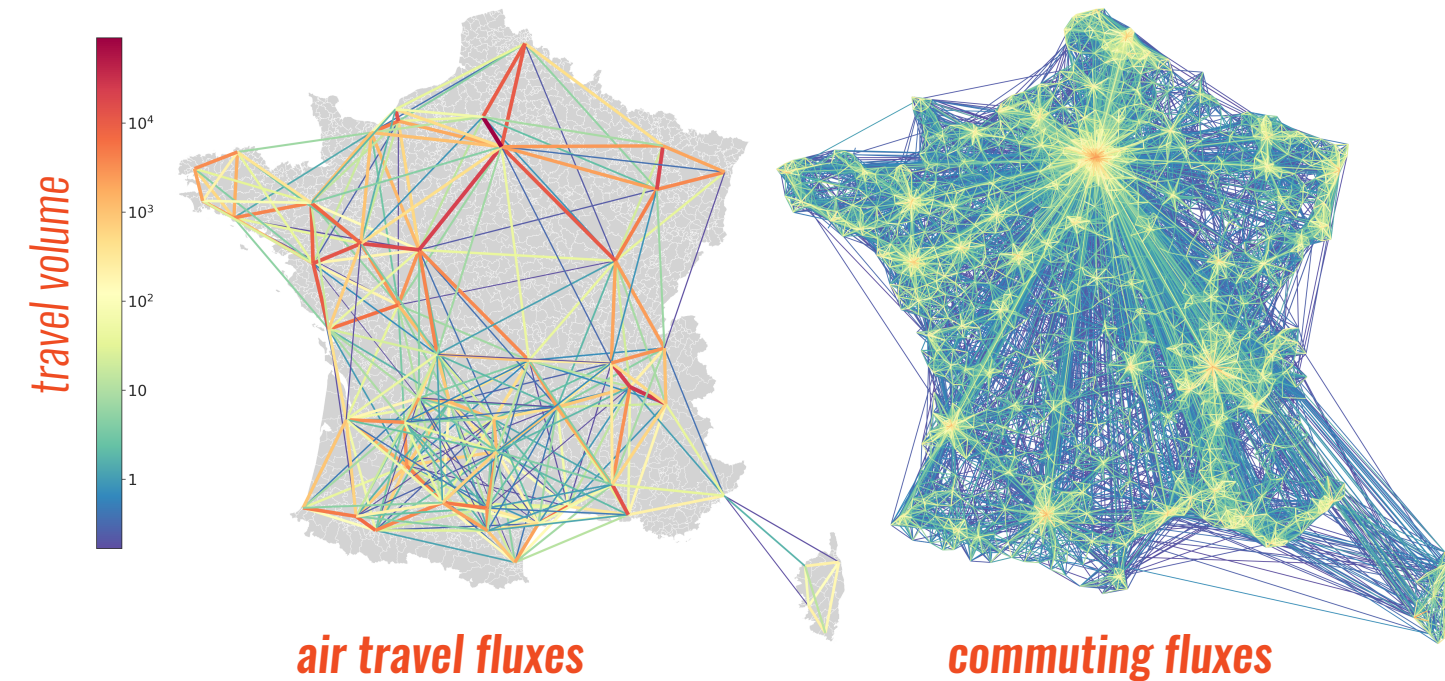 travel volume
10⁴
10³
10²
10
1
air travel fluxes
commuting fluxes